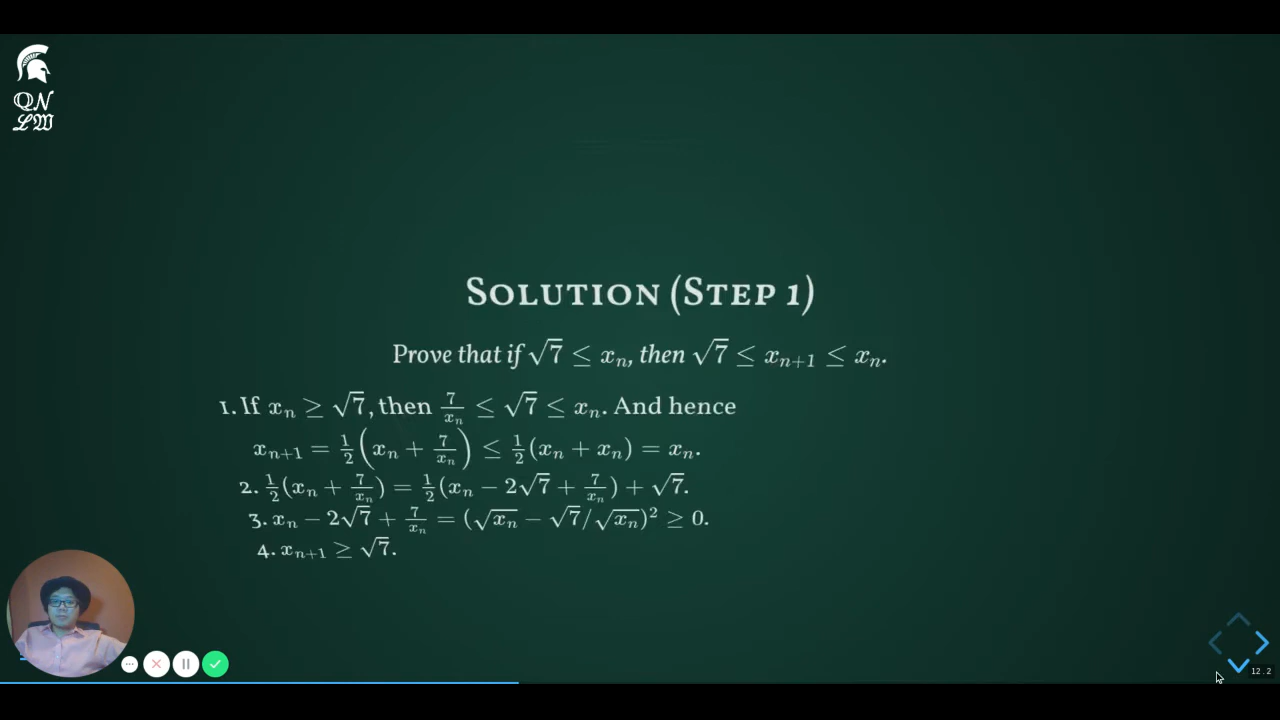 QN
LW
Solution (Step 1)
Prove that if √7 ≤ xₙ, then √7 ≤ xₙ₊₁ ≤ xₙ.
1. If xₙ ≥ √7, then 7/xₙ ≤ √7 ≤ xₙ. And hence
xₙ₊₁ = ½(xₙ + 7/xₙ) ≤ ½(xₙ + xₙ) = xₙ.
2. ½(xₙ + 7/xₙ) = ½(xₙ − 2√7 + 7/xₙ) + √7.
3. xₙ − 2√7 + 7/xₙ = (√xₙ − √7/√xₙ)² ≥ 0.
4. xₙ₊₁ ≥ √7.
12.2